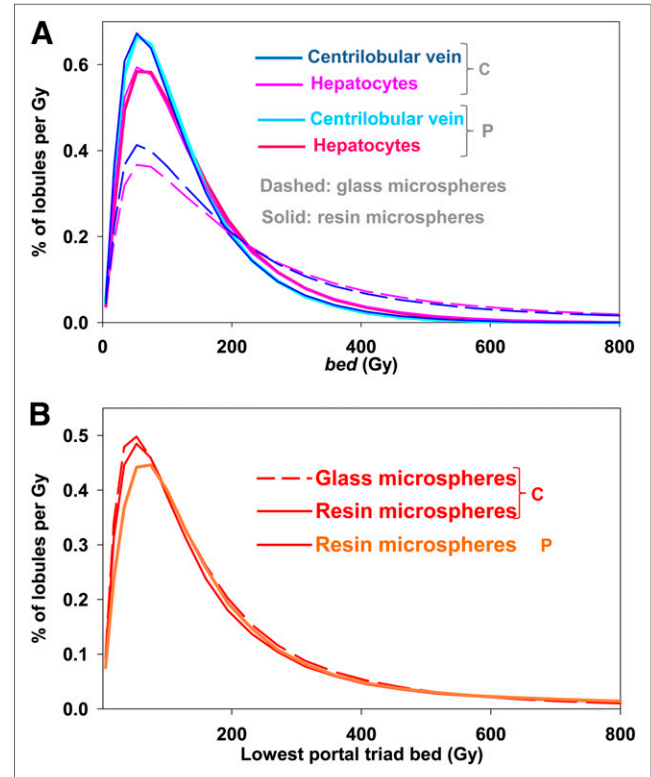 A
% of lobules per Gy
0.6
0.4
0.2
0.0
Centrilobular vein
Hepatocytes
C
Centrilobular vein
Hepatocytes
P
Dashed: glass microspheres
Solid: resin microspheres
0 200 400 600 800
bed (Gy)
B
% of lobules per Gy
0.5
0.4
0.3
0.2
0.1
0.0
Glass microspheres
Resin microspheres
C
Resin microspheres P
200 400 600 800
Lowest portal triad bed (Gy)